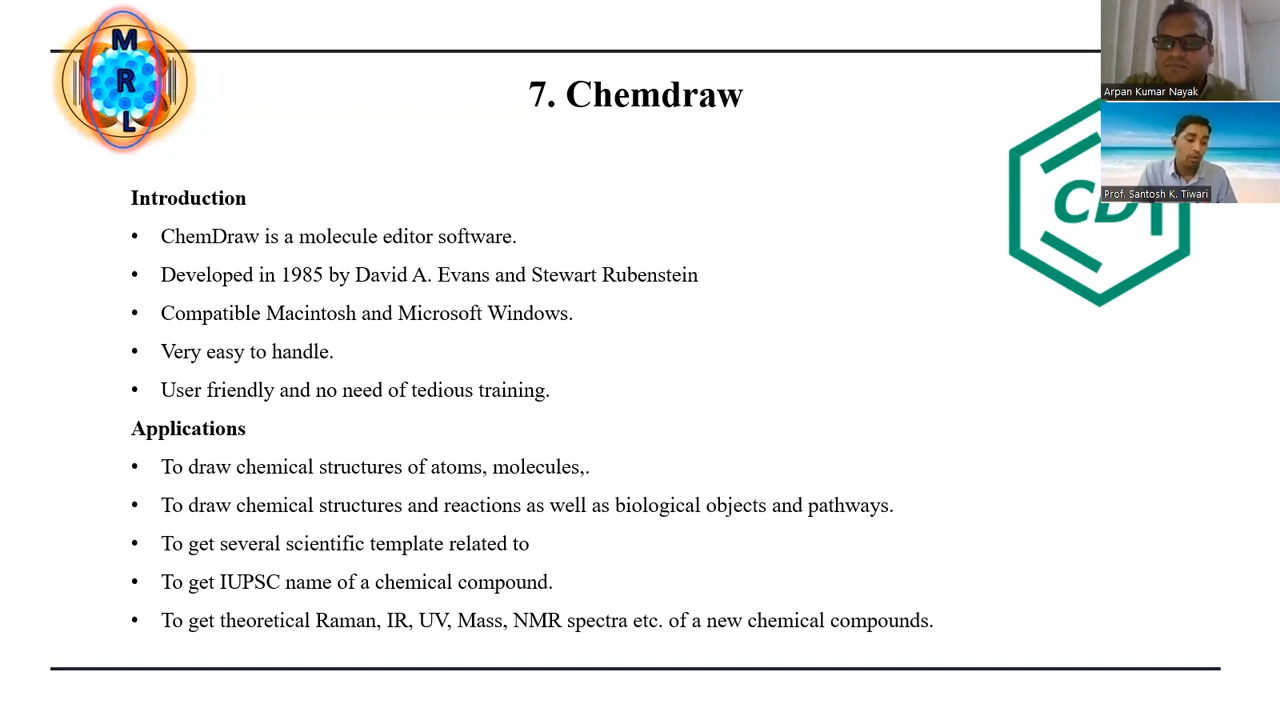 M
R
L
7. Chemdraw
Arpan Kumar Nayak
Prof. Santosh K. Tiwari
Introduction
• ChemDraw is a molecule editor software.
• Developed in 1985 by David A. Evans and Stewart Rubenstein
• Compatible Macintosh and Microsoft Windows.
• Very easy to handle.
• User friendly and no need of tedious training.
Applications
• To draw chemical structures of atoms, molecules,.
• To draw chemical structures and reactions as well as biological objects and pathways.
• To get several scientific template related to
• To get IUPSC name of a chemical compound.
• To get theoretical Raman, IR, UV, Mass, NMR spectra etc. of a new chemical compounds.